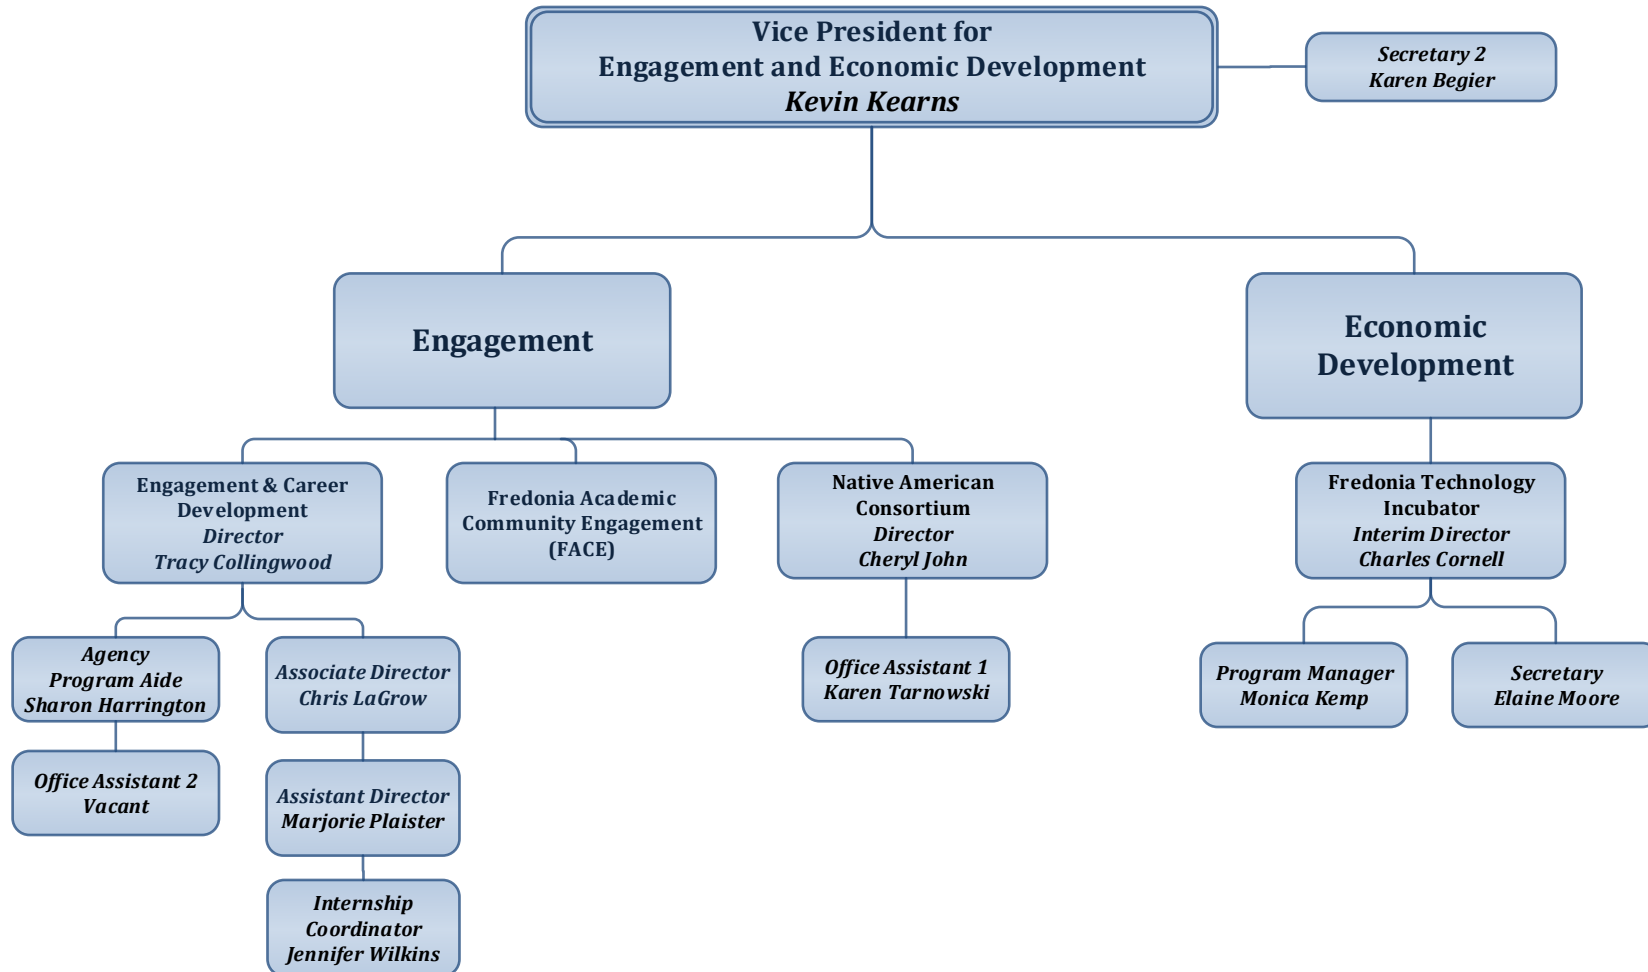 Vice President for
Engagement and Economic Development
Kevin Kearns
Secretary 2
Karen Begier
Engagement
Economic
Development
Engagement & Career
Development
Director
Tracy Collingwood
Fredonia Academic
Community Engagement
(FACE)
Native American
Consortium
Director
Cheryl John
Fredonia Technology
Incubator
Interim Director
Charles Cornell
Agency
Program Aide
Sharon Harrington
Associate Director
Chris LaGrow
Office Assistant 1
Karen Tarnowski
Program Manager
Monica Kemp
Secretary
Elaine Moore
Office Assistant 2
Vacant
Assistant Director
Marjorie Plaister
Internship
Coordinator
Jennifer Wilkins